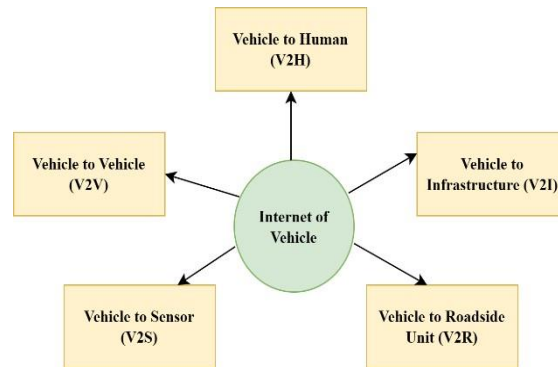 Vehicle to Human
(V2H)
Vehicle to Vehicle
(V2V)
Vehicle to
Infrastructure (V2I)
Internet of
Vehicle
Vehicle to Sensor
(V2S)
Vehicle to Roadside
Unit (V2R)